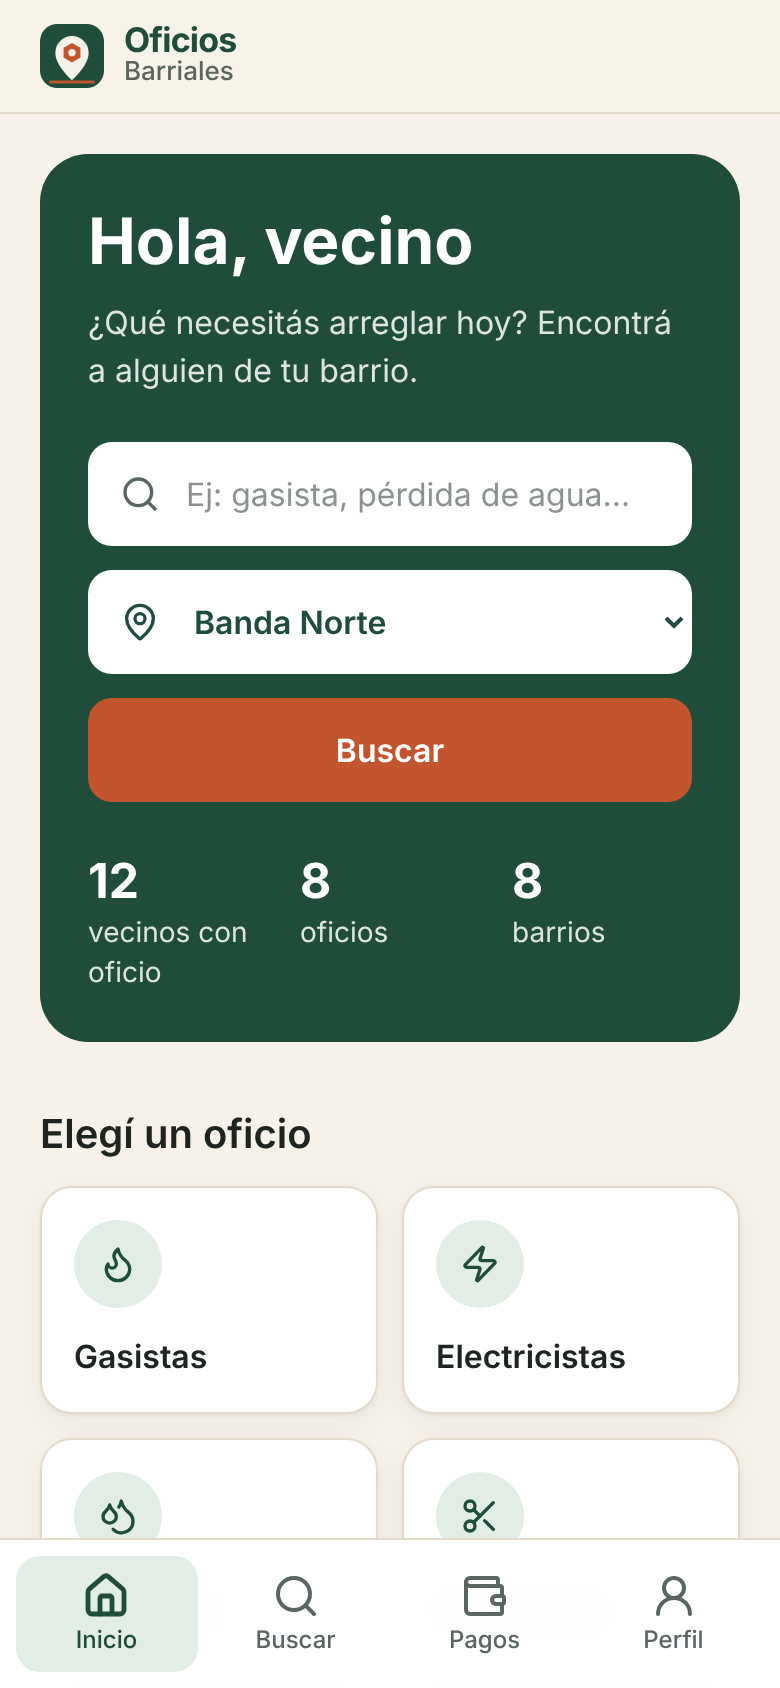 Oficios
Barriales
Hola, vecino
¿Qué necesitás arreglar hoy? Encontrá
a alguien de tu barrio.
Ej: gasista, pérdida de agua...
Banda Norte
Buscar
12
vecinos con
oficio
8
oficios
8
barrios
Elegí un oficio
Gasistas
Electricistas
Inicio
Buscar
Pagos
Perfil